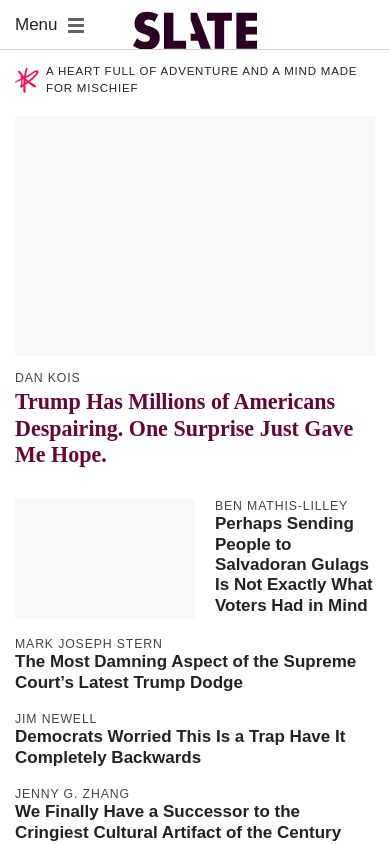 Menu
SLATE
A HEART FULL OF ADVENTURE AND A MIND MADE
FOR MISCHIEF
DAN KOIS
Trump Has Millions of Americans
Despairing. One Surprise Just Gave
Me Hope.
BEN MATHIS-LILLEY
Perhaps Sending
People to
Salvadoran Gulags
Is Not Exactly What
Voters Had in Mind
MARK JOSEPH STERN
The Most Damning Aspect of the Supreme
Court’s Latest Trump Dodge
JIM NEWELL
Democrats Worried This Is a Trap Have It
Completely Backwards
JENNY G. ZHANG
We Finally Have a Successor to the
Cringiest Cultural Artifact of the Century